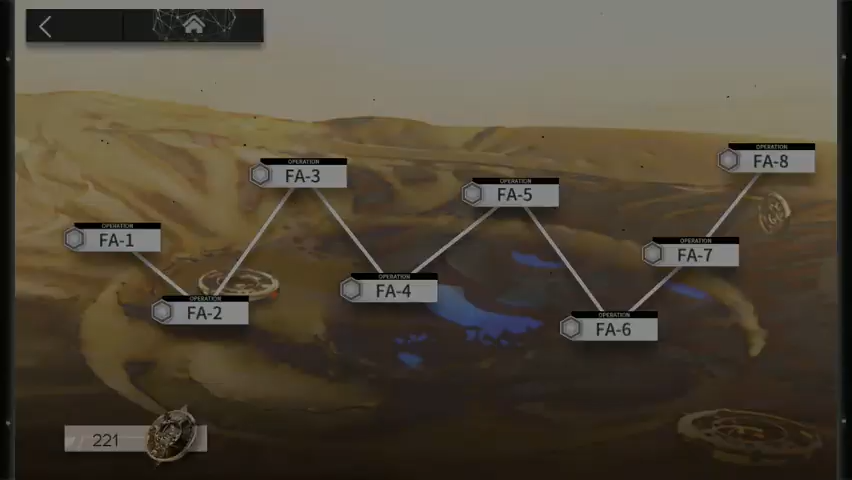 OPERATION
FA-1
OPERATION
FA-2
OPERATION
FA-3
OPERATION
FA-4
OPERATION
FA-5
OPERATION
FA-6
OPERATION
FA-7
OPERATION
FA-8
221